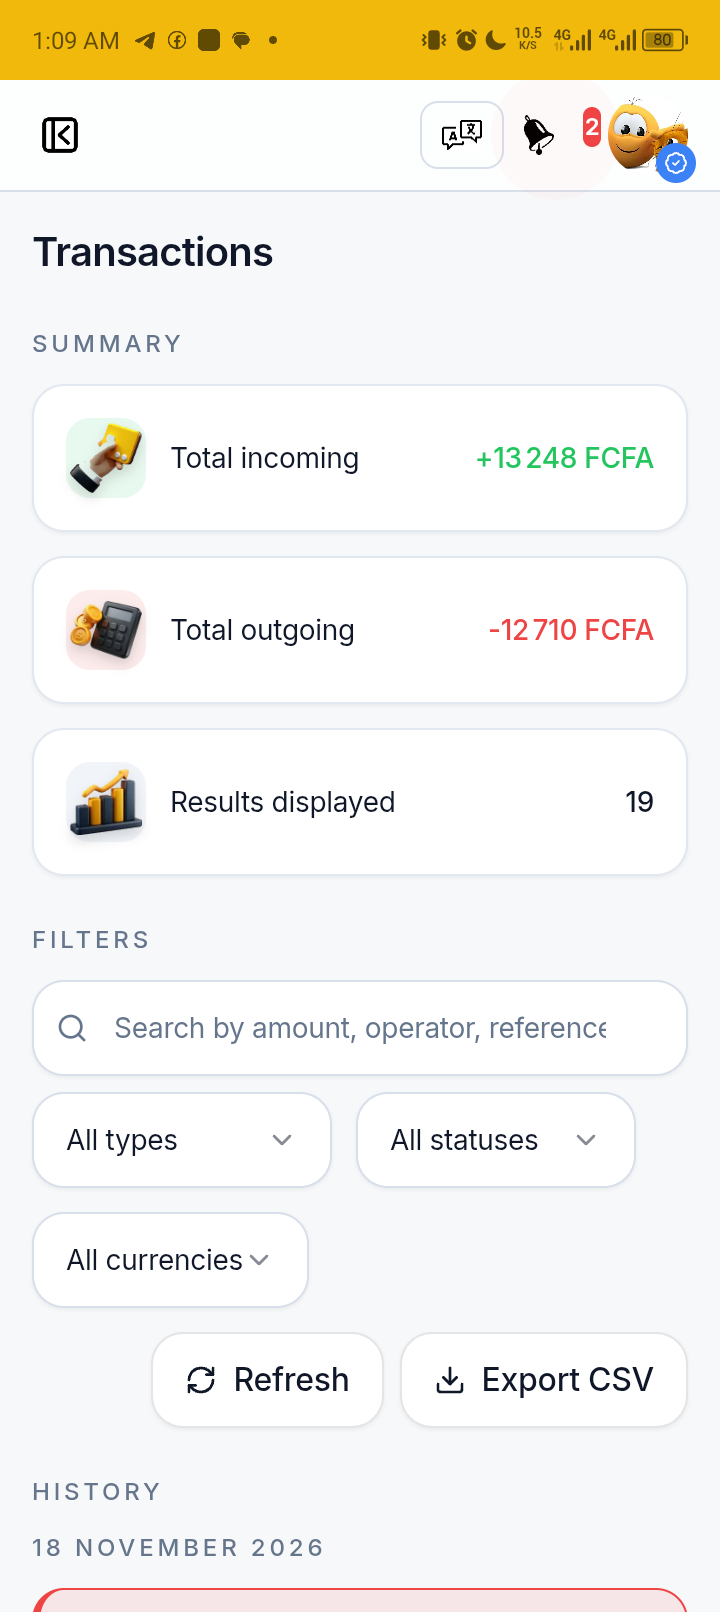 1:09 AM 10.5 K/S 4G 4G 80
A 文 2
Transactions
SUMMARY
Total incoming +13 248 FCFA
Total outgoing -12 710 FCFA
Results displayed 19
FILTERS
Search by amount, operator, reference
All types All statuses
All currencies
Refresh Export CSV
HISTORY
18 NOVEMBER 2026